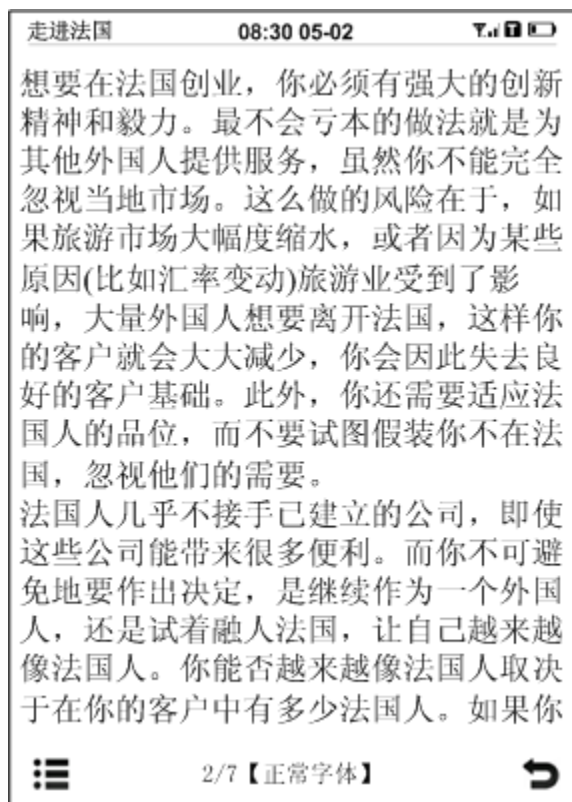 走进法国 08:30 05-02
想要在法国创业，你必须有强大的创新
精神和毅力。最不会亏本的做法就是为
其他外国人提供服务，虽然你不能完全
忽视当地市场。这么做的风险在于，如
果旅游市场大幅度缩水，或者因为某些
原因(比如汇率变动)旅游业受到了影
响，大量外国人想要离开法国，这样你
的客户就会大大减少，你会因此失去良
好的客户基础。此外，你还需要适应法
国人的品位，而不要试图假装你不在法
国，忽视他们的需要。
法国人几乎不接手已建立的公司，即使
这些公司能带来很多便利。而你不可避
免地要作出决定，是继续作为一个外国
人，还是试着融人法国，让自己越来越
像法国人。你能否越来越像法国人取决
于在你的客户中有多少法国人。如果你
2/7【正常字体】